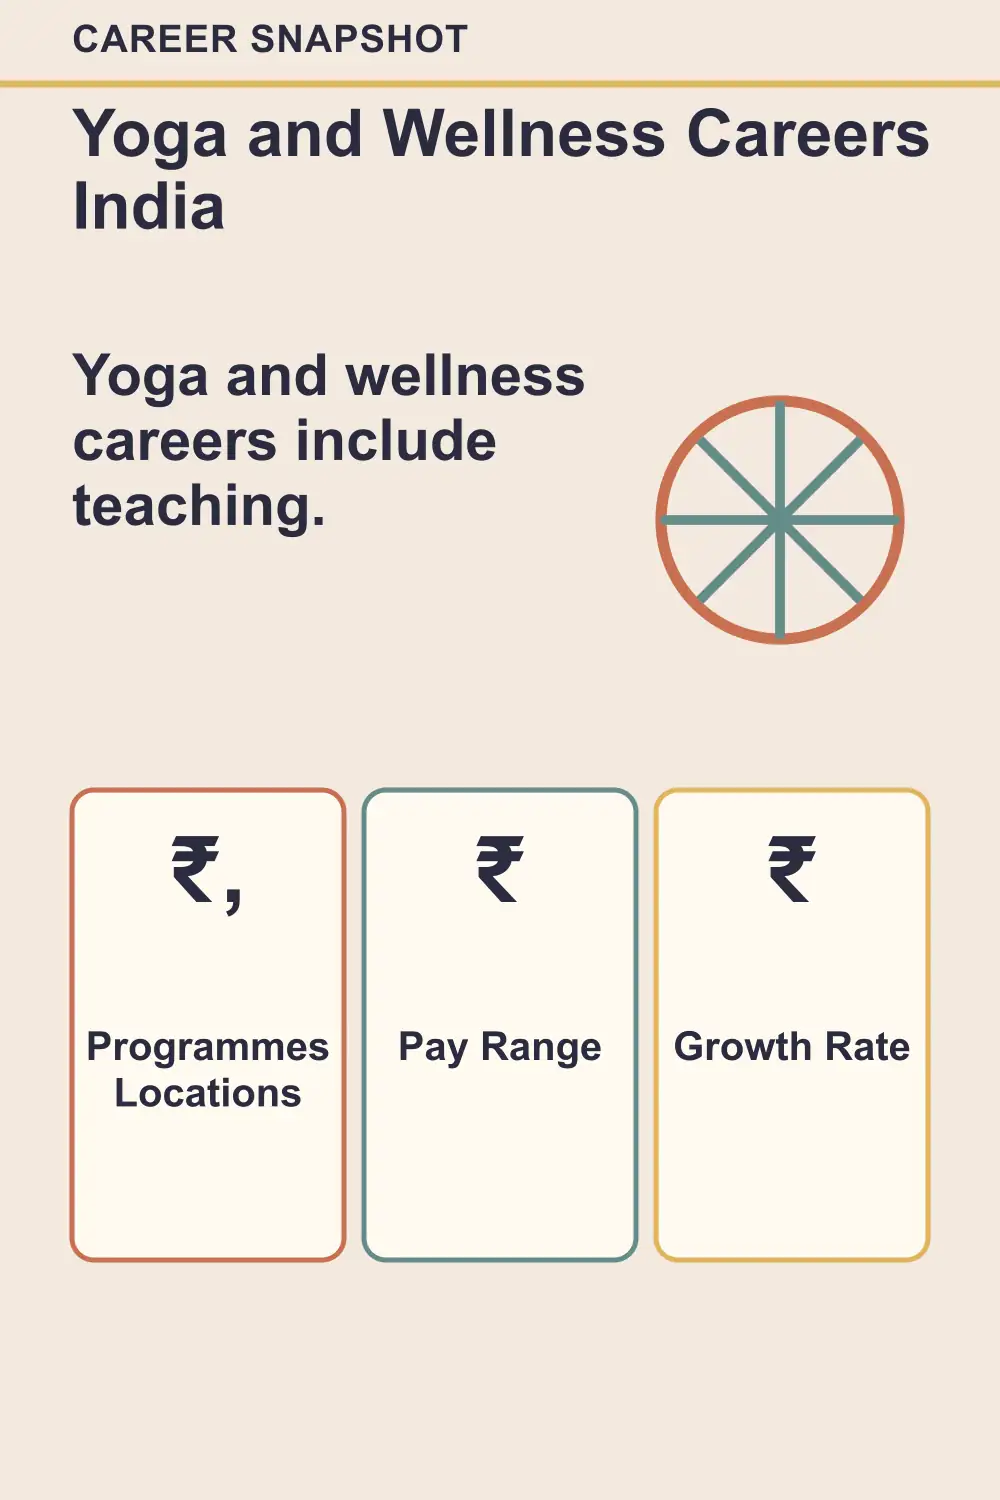 CAREER SNAPSHOT
Yoga and Wellness Careers
India
Yoga and wellness
careers include
teaching.
₹,
Programmes
Locations
₹
Pay Range
₹
Growth Rate